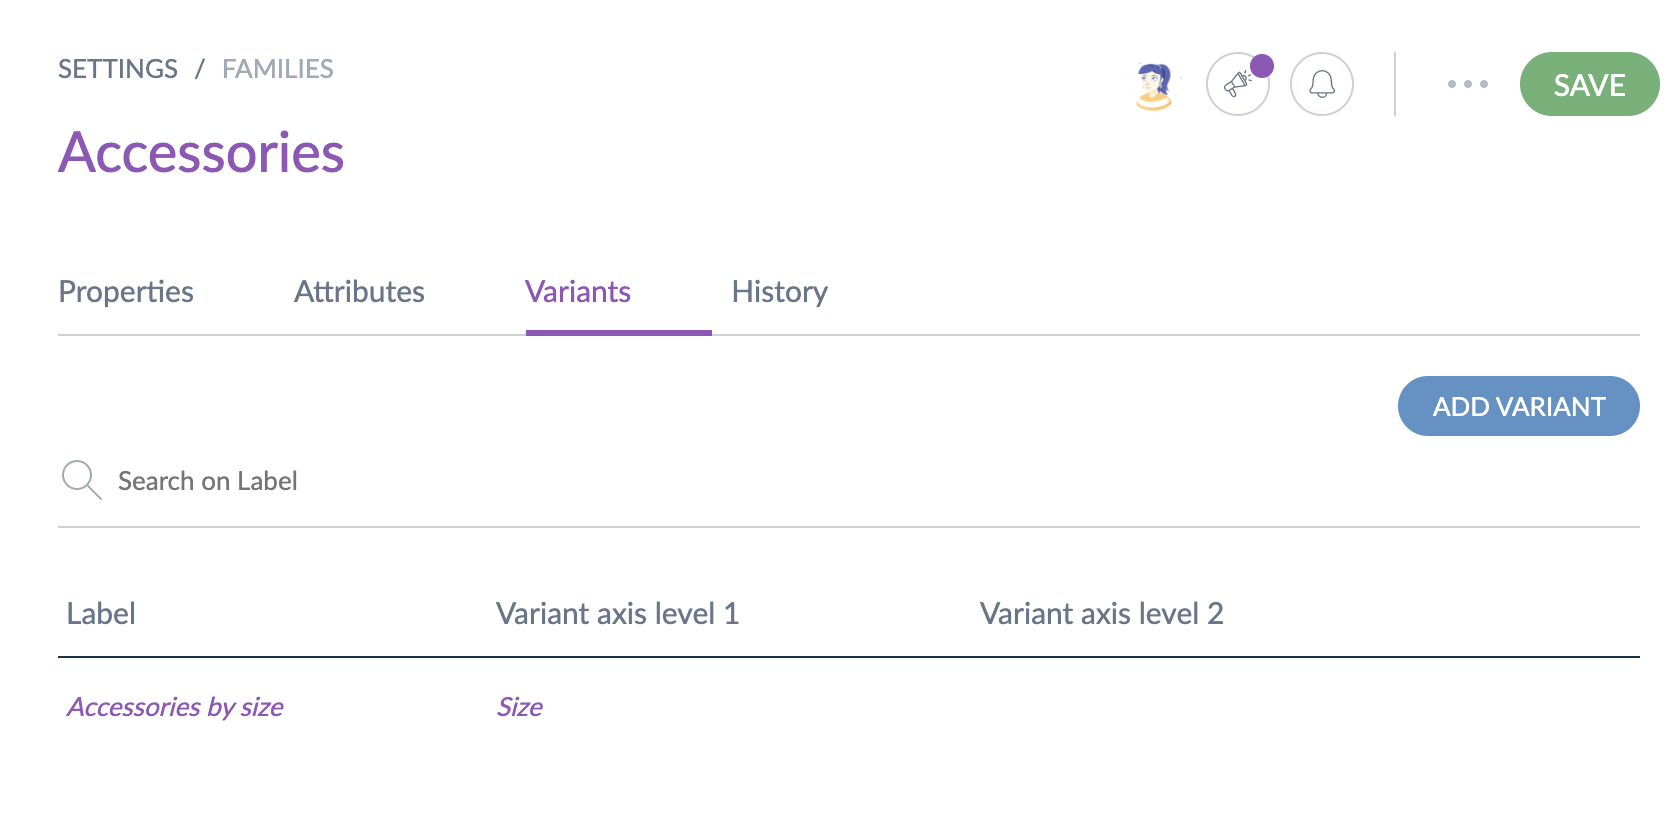 SETTINGS / FAMILIES
SAVE
Accessories
Properties Attributes Variants History
ADD VARIANT
Search on Label
Label Variant axis level 1 Variant axis level 2
Accessories by size Size